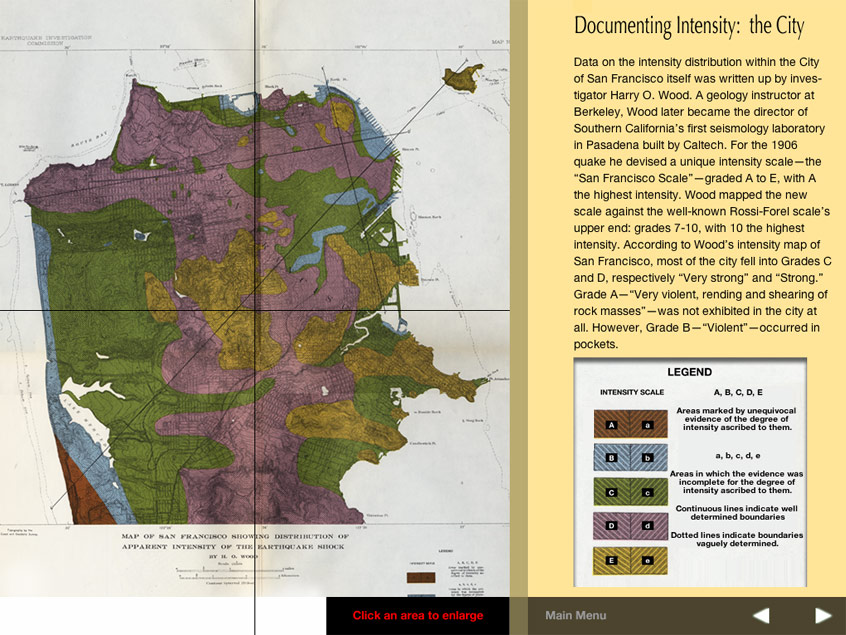 EARTHQUAKE INVESTIGATION
COMMISSION
MAP N
SOUTH BAY
MAP OF SAN FRANCISCO SHOWING DISTRIBUTION OF
APPARENT INTENSITY OF THE EARTHQUAKE SHOCK
BY H. O. WOOD
LEGEND
INTENSITY SCALE
A, B, C, D, E
Click an area to enlarge
Documenting Intensity: the City
Data on the intensity distribution within the City
of San Francisco itself was written up by inves-
tigator Harry O. Wood. A geology instructor at
Berkeley, Wood later became the director of
Southern California's first seismology laboratory
in Pasadena built by Caltech. For the 1906
quake he devised a unique intensity scale—the
"San Francisco Scale"—graded A to E, with A
the highest intensity. Wood mapped the new
scale against the well-known Rossi-Forel scale's
upper end: grades 7-10, with 10 the highest
intensity. According to Wood's intensity map of
San Francisco, most of the city fell into Grades C
and D, respectively "Very strong" and "Strong."
Grade A—"Very violent, rending and shearing of
rock masses"—was not exhibited in the city at
all. However, Grade B—"Violent"—occurred in
pockets.
LEGEND
INTENSITY SCALE
A, B, C, D, E
Areas marked by unequivocal
evidence of the degree of
intensity ascribed to them.
A a
B b
C c
D d
E e
a, b, c, d, e
Areas in which the evidence was
incomplete for the degree of
intensity ascribed to them.
Continuous lines indicate well
determined boundaries
Dotted lines indicate boundaries
vaguely determined.
Main Menu